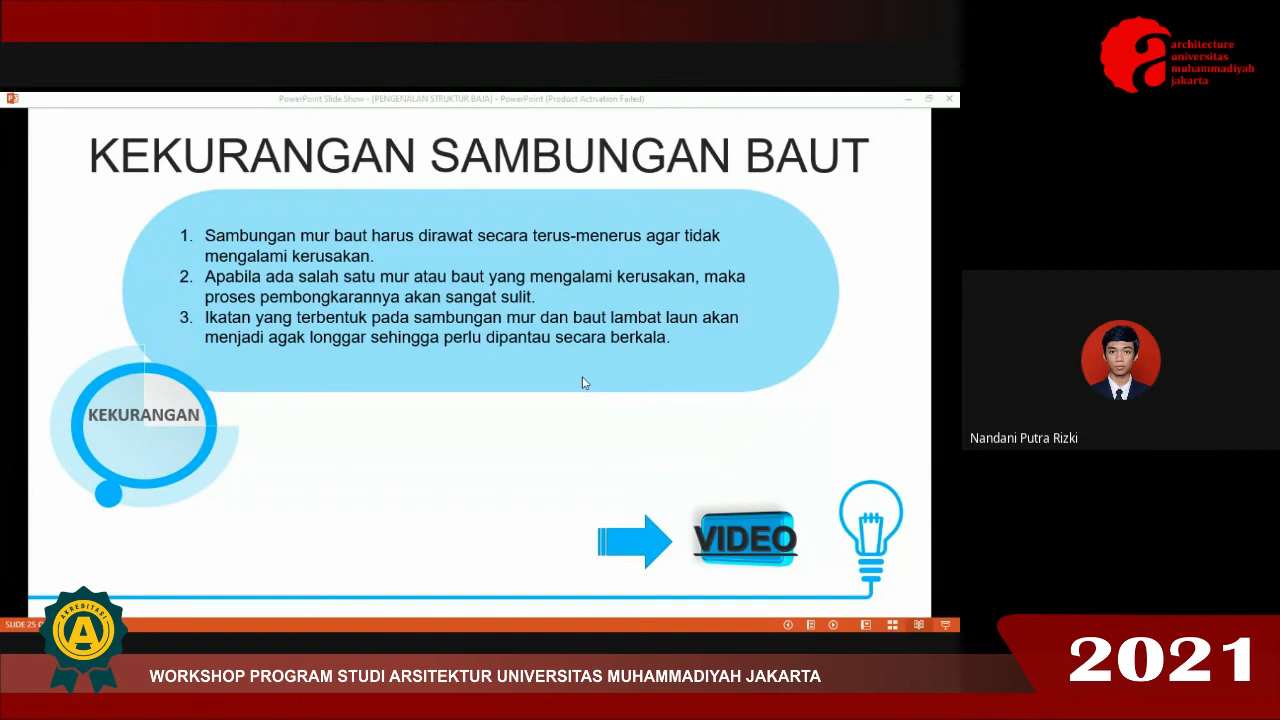 architecture
universitas
muhammadiyah
jakarta
PowerPoint Slide Show - [PENGENALAN STRUKTUR BAJA] - PowerPoint (Product Activation Failed)
KEKURANGAN SAMBUNGAN BAUT
1. Sambungan mur baut harus dirawat secara terus-menerus agar tidak
mengalami kerusakan.
2. Apabila ada salah satu mur atau baut yang mengalami kerusakan, maka
proses pembongkarannya akan sangat sulit.
3. Ikatan yang terbentuk pada sambungan mur dan baut lambat laun akan
menjadi agak longgar sehingga perlu dipantau secara berkala.
KEKURANGAN
Nandani Putra Rizki
VIDEO
SLIDE 25
AKREDITASI
A
WORKSHOP PROGRAM STUDI ARSITEKTUR UNIVERSITAS MUHAMMADIYAH JAKARTA
2021